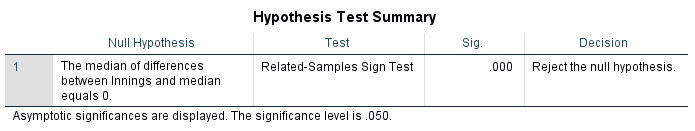 Hypothesis Test Summary
Null Hypothesis Test Sig. Decision
1 The median of differences between Innings and median equals 0. Related-Samples Sign Test .000 Reject the null hypothesis.
Asymptotic significances are displayed. The significance level is .050.